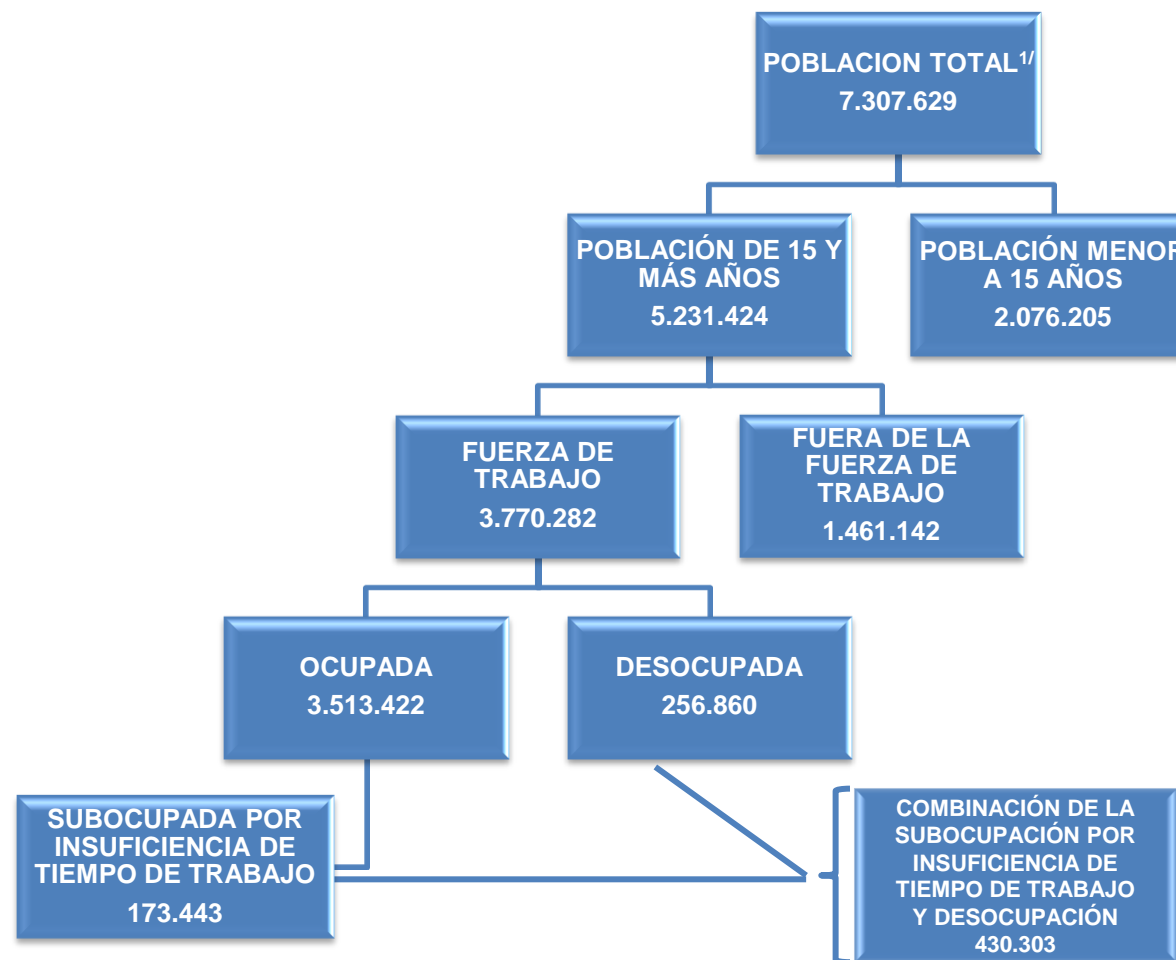 POBLACION TOTAL1/
7.307.629
POBLACIÓN DE 15 Y
MÁS AÑOS
5.231.424
POBLACIÓN MENOR
A 15 AÑOS
2.076.205
FUERZA DE
TRABAJO
3.770.282
FUERA DE LA
FUERZA DE
TRABAJO
1.461.142
OCUPADA
3.513.422
DESOCUPADA
256.860
SUBOCUPADA POR
INSUFICIENCIA DE
TIEMPO DE TRABAJO
173.443
COMBINACIÓN DE LA
SUBOCUPACIÓN POR
INSUFICIENCIA DE
TIEMPO DE TRABAJO
Y DESOCUPACIÓN
430.303